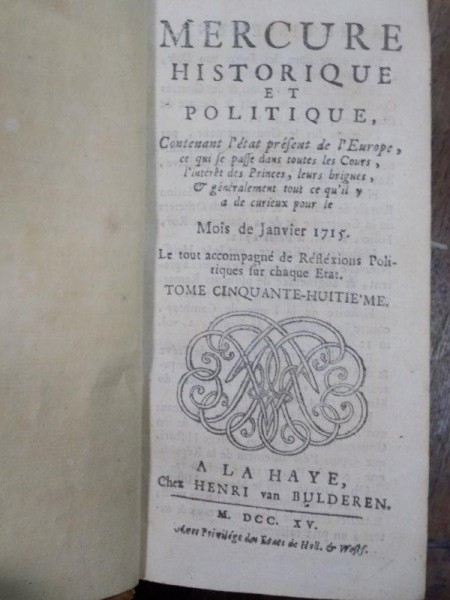 MERCURE
HISTORIQUE
ET
POLITIQUE,
Contenant l'état présent de l'Europe,
ce qui se passe dans toutes les Cours,
l'intérêt des Princes, leurs brigues,
& généralement tout ce qu'il y
a de curieux pour le
Mois de Janvier 1715.
Le tout accompagné de Réfléxions Poli-
tiques sur chaque Etat.
TOME CINQUANTE-HUITIE'ME.
A LA HAYE,
Chez HENRI van BULDEREN.
M. DCC. XV.
Avec Privilége des Etats de Holl. & Westf.